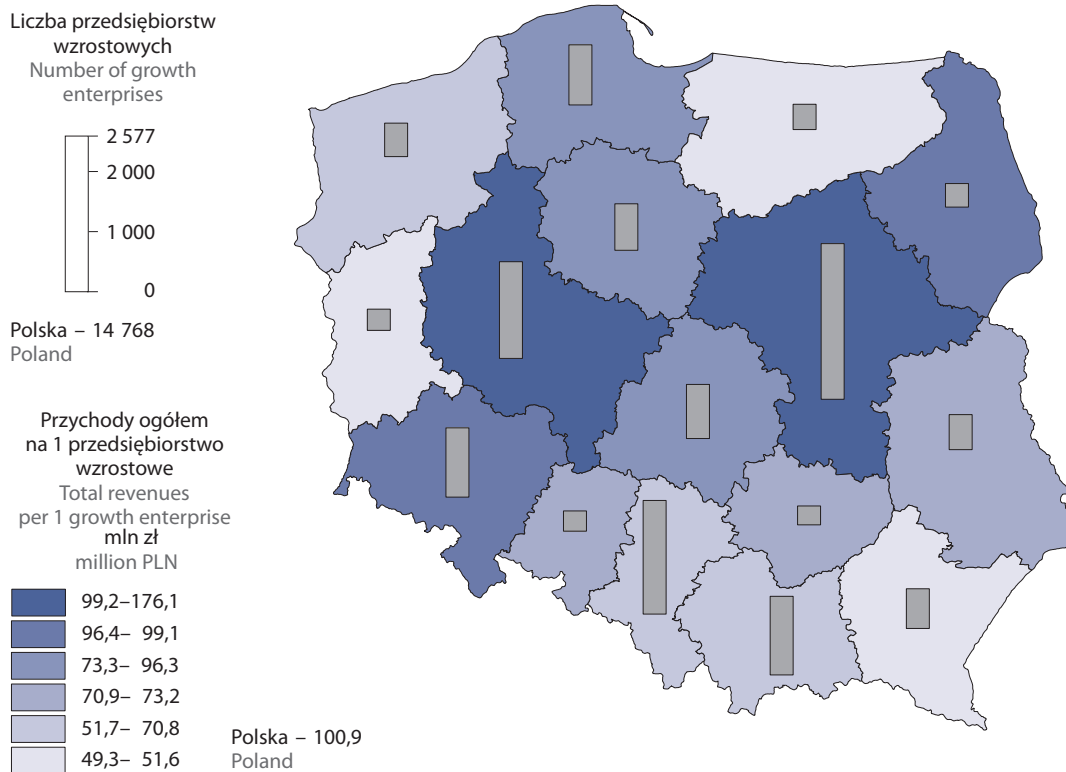 Liczba przedsiębiorstw
wzrostowych
Number of growth
enterprises
2 577
2 000
1 000
0
Polska – 14 768
Poland
Przychody ogółem
na 1 przedsiębiorstwo
wzrostowe
Total revenues
per 1 growth enterprise
mln zł
million PLN
99,2–176,1
96,4– 99,1
73,3– 96,3
70,9– 73,2
51,7– 70,8
49,3– 51,6
Polska – 100,9
Poland